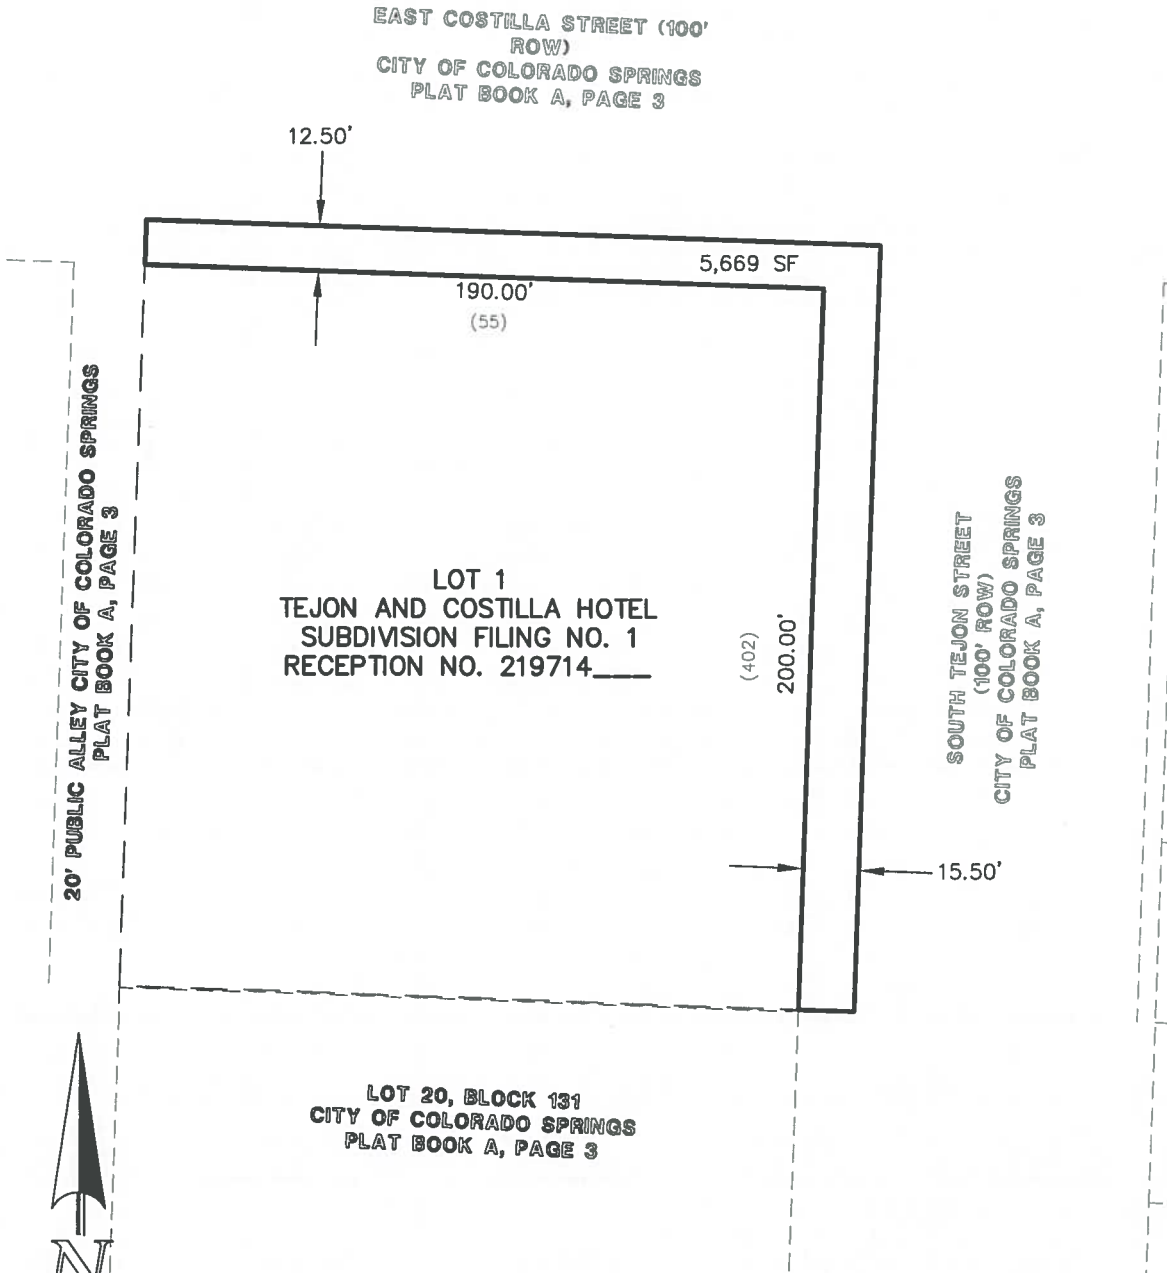 EAST COSTILLA STREET (100'
ROW)
CITY OF COLORADO SPRINGS
PLAT BOOK A, PAGE 3
12.50'
5,669 SF
190.00'
(55)
20' PUBLIC ALLEY CITY OF COLORADO SPRINGS
PLAT BOOK A, PAGE 3
LOT 1
TEJON AND COSTILLA HOTEL
SUBDIVISION FILING NO. 1
RECEPTION NO. 219714___
(402)
200.00'
SOUTH TEJON STREET
(100' ROW)
CITY OF COLORADO SPRINGS
PLAT BOOK A, PAGE 3
15.50'
LOT 20, BLOCK 131
CITY OF COLORADO SPRINGS
PLAT BOOK A, PAGE 3
N